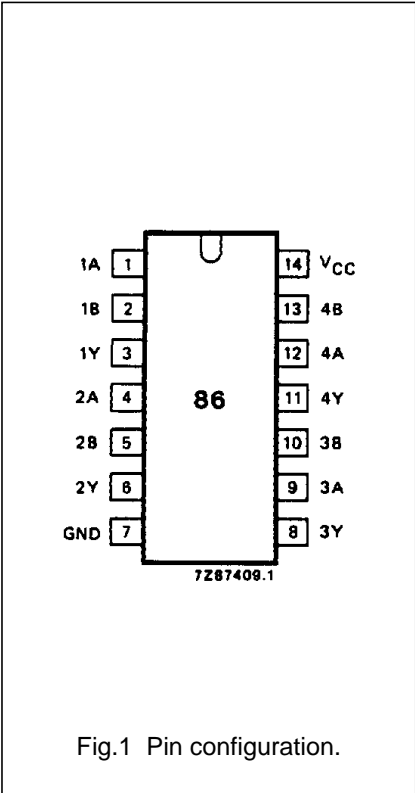 1A 1 14 VCC
1B 2 13 4B
1Y 3 12 4A
2A 4 86 11 4Y
2B 5 10 3B
2Y 6 9 3A
GND 7 8 3Y
7Z87409.1
Fig.1 Pin configuration.